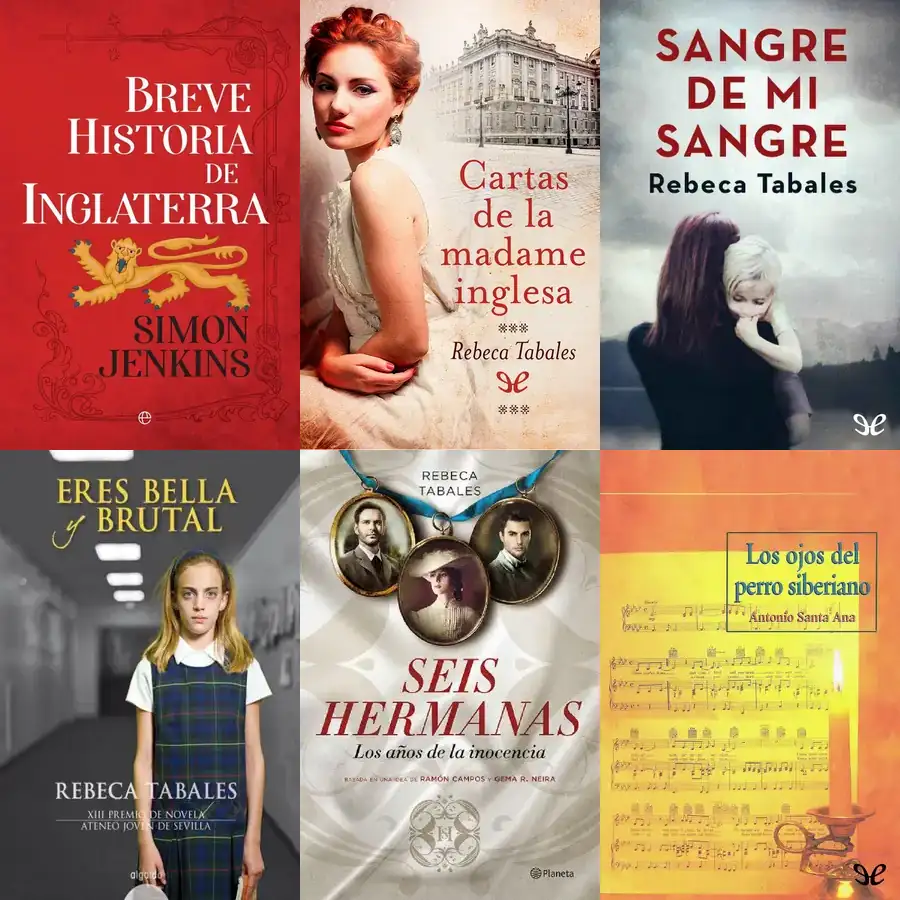 BREVE
HISTORIA
DE
INGLATERRA
SIMON
JENKINS
Cartas
de la
madame
inglesa
Rebeca Tabales
SANGRE
DE MI
SANGRE
Rebeca Tabales
ERES BELLA
y BRUTAL
REBECA TABALES
XIII PREMIO DE NOVELA
ATENEO JOVEN DE SEVILLA
algaida
REBECA
TABALES
SEIS
HERMANAS
Los años de la inocencia
BASADA EN UNA IDEA DE RAMÓN CAMPOS Y GEMA R. NEIRA
Planeta
Los ojos del
perro siberiano
Antonio Santa Ana